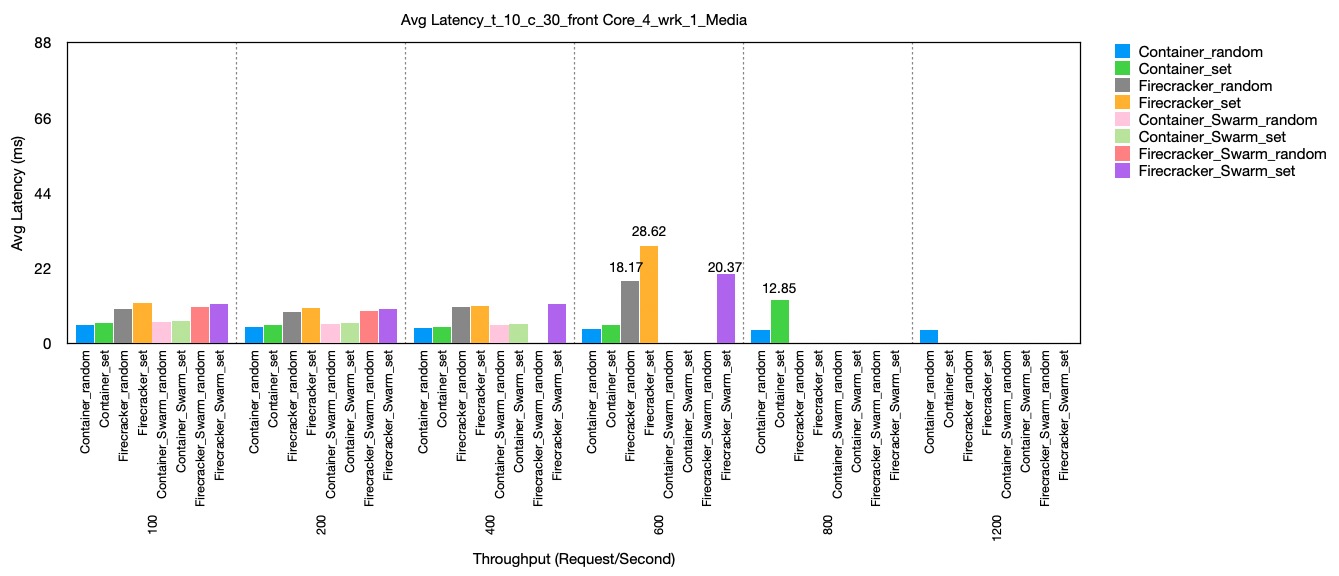 Avg Latency_t_10_c_30_front Core_4_wrk_1_Media
Avg Latency (ms)
88
66
44
22
0
18.17
28.62
20.37
12.85
Container_random
Container_set
Firecracker_random
Firecracker_set
Container_Swarm_random
Container_Swarm_set
Firecracker_Swarm_random
Firecracker_Swarm_set
Container_random
Container_set
Firecracker_random
Firecracker_set
Container_Swarm_random
Container_Swarm_set
Firecracker_Swarm_random
Firecracker_Swarm_set
Container_random
Container_set
Firecracker_random
Firecracker_set
Container_Swarm_random
Container_Swarm_set
Firecracker_Swarm_random
Firecracker_Swarm_set
Container_random
Container_set
Firecracker_random
Firecracker_set
Container_Swarm_random
Container_Swarm_set
Firecracker_Swarm_random
Firecracker_Swarm_set
Container_random
Container_set
Firecracker_random
Firecracker_set
Container_Swarm_random
Container_Swarm_set
Firecracker_Swarm_random
Firecracker_Swarm_set
Container_random
Container_set
Firecracker_random
Firecracker_set
Container_Swarm_random
Container_Swarm_set
Firecracker_Swarm_random
Firecracker_Swarm_set
100
200
400
600
800
1200
Throughput (Request/Second)
Container_random
Container_set
Firecracker_random
Firecracker_set
Container_Swarm_random
Container_Swarm_set
Firecracker_Swarm_random
Firecracker_Swarm_set